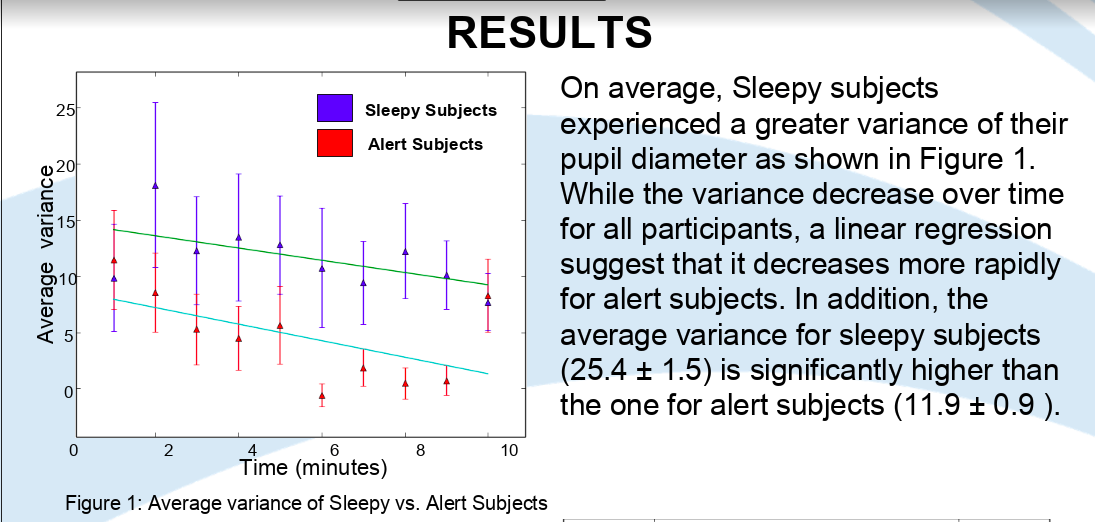 RESULTS
25
20
15
10
5
0
Average variance
Sleepy Subjects
Alert Subjects
0 2 4 6 8 10
Time (minutes)
Figure 1: Average variance of Sleepy vs. Alert Subjects
On average, Sleepy subjects
experienced a greater variance of their
pupil diameter as shown in Figure 1.
While the variance decrease over time
for all participants, a linear regression
suggest that it decreases more rapidly
for alert subjects. In addition, the
average variance for sleepy subjects
(25.4 ± 1.5) is significantly higher than
the one for alert subjects (11.9 ± 0.9 ).